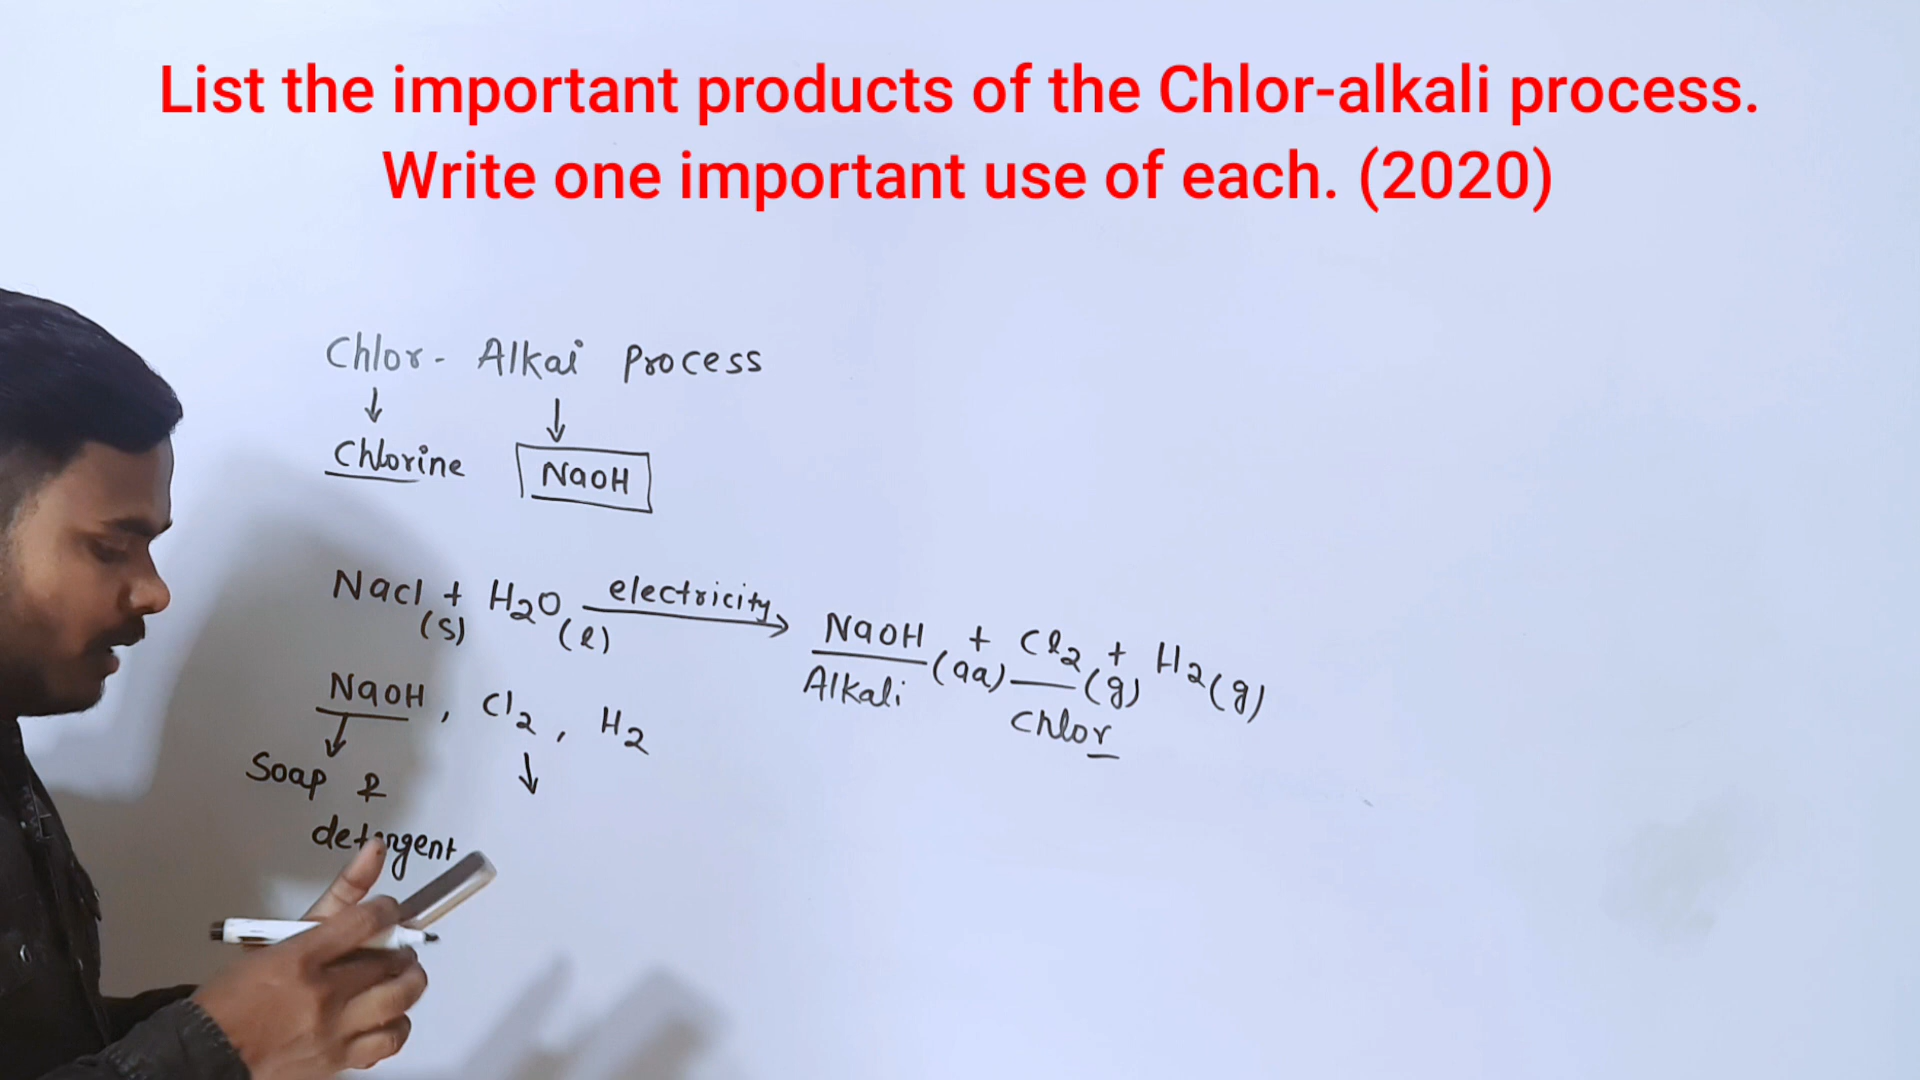 List the important products of the Chlor-alkali process.
Write one important use of each. (2020)
Chlor- Alkai Process
↓ ↓
Chlorine NaOH
NaCl(s) + H2O(l) electricity→ NaOH(aq) + Cl2(g) + H2(g)
Alkali Chlor
NaOH, Cl2, H2
↓ ↓
Soap &
detergent